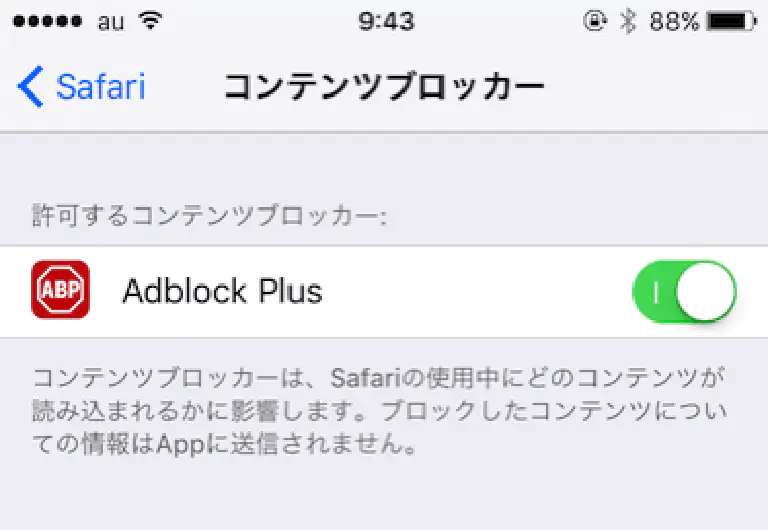 au 9:43 88%
Safari コンテンツブロッカー
許可するコンテンツブロッカー:
ABP Adblock Plus
コンテンツブロッカーは、Safariの使用中にどのコンテンツが
読み込まれるかに影響します。ブロックしたコンテンツについ
ての情報はAppに送信されません。